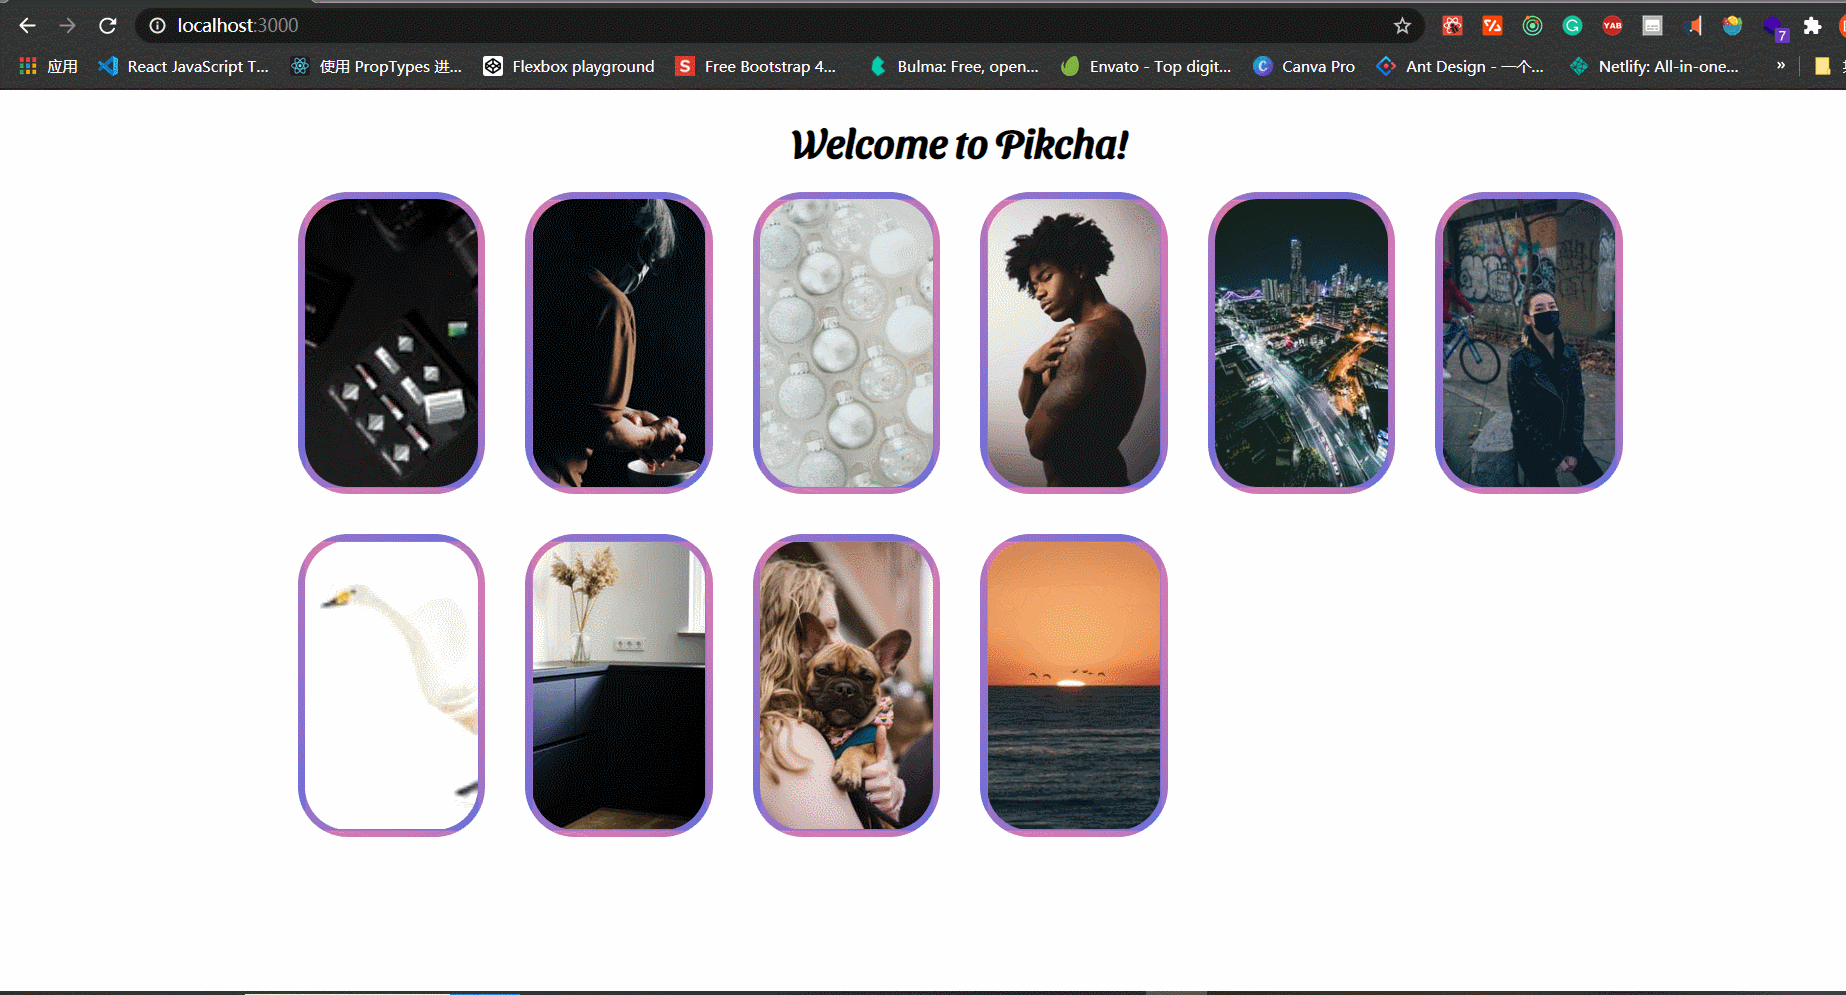 localhost:3000
YAB
7
应用
React JavaScript T...
使用 PropTypes 进...
Flexbox playground
S
Free Bootstrap 4...
Bulma: Free, open...
Envato - Top digit...
C
Canva Pro
Ant Design - 一个...
Netlify: All-in-one...
»
Welcome to Pikcha!